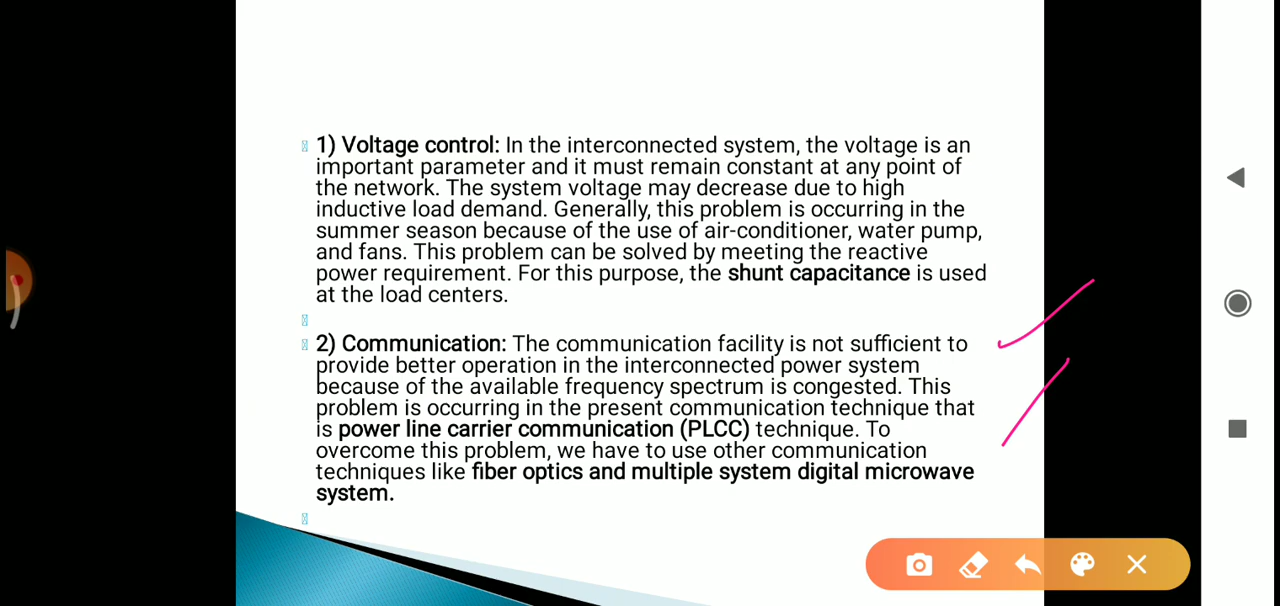 1) Voltage control: In the interconnected system, the voltage is an
important parameter and it must remain constant at any point of
the network. The system voltage may decrease due to high
inductive load demand. Generally, this problem is occurring in the
summer season because of the use of air-conditioner, water pump,
and fans. This problem can be solved by meeting the reactive
power requirement. For this purpose, the shunt capacitance is used
at the load centers.
2) Communication: The communication facility is not sufficient to
provide better operation in the interconnected power system
because of the available frequency spectrum is congested. This
problem is occurring in the present communication technique that
is power line carrier communication (PLCC) technique. To
overcome this problem, we have to use other communication
techniques like fiber optics and multiple system digital microwave
system.